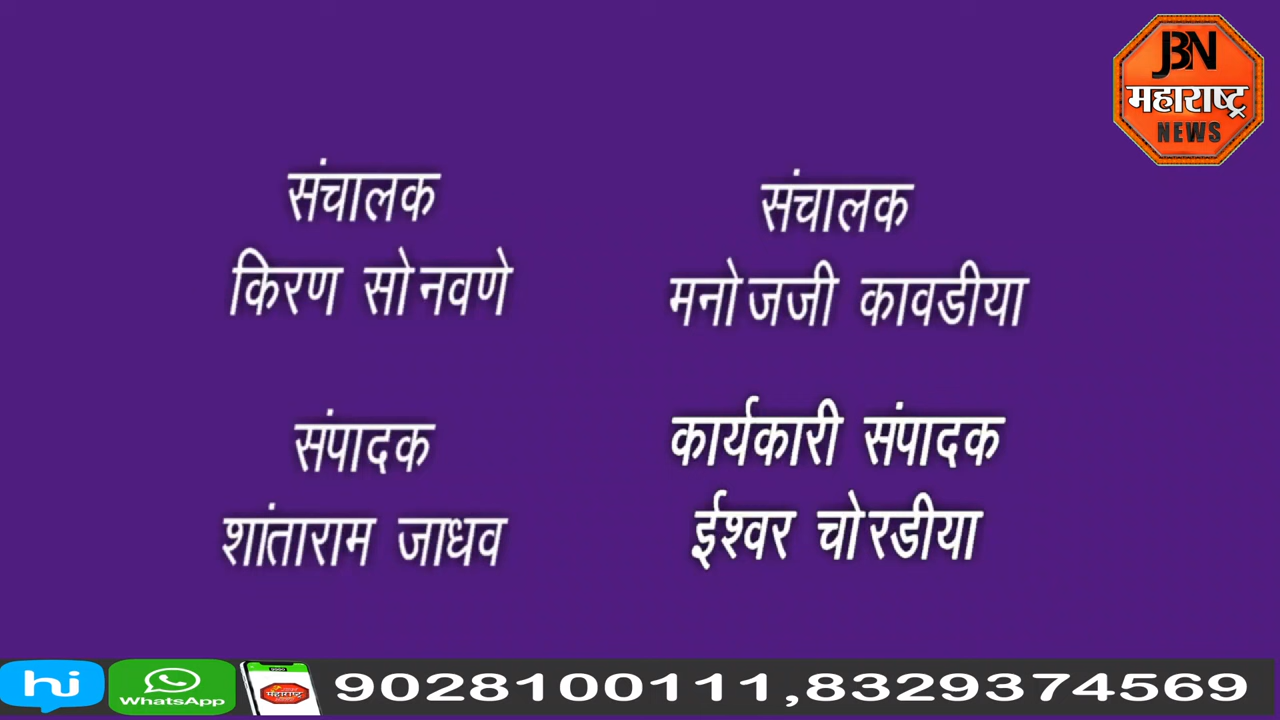 JBN
महाराष्ट्र
NEWS
संचालक
किरण सोनवणे
संचालक
मनोजजी कावडीया
संपादक
शांताराम जाधव
कार्यकारी संपादक
ईश्वर चोरडीया
hi
WhatsApp
महाराष्ट्र
9028100111,8329374569